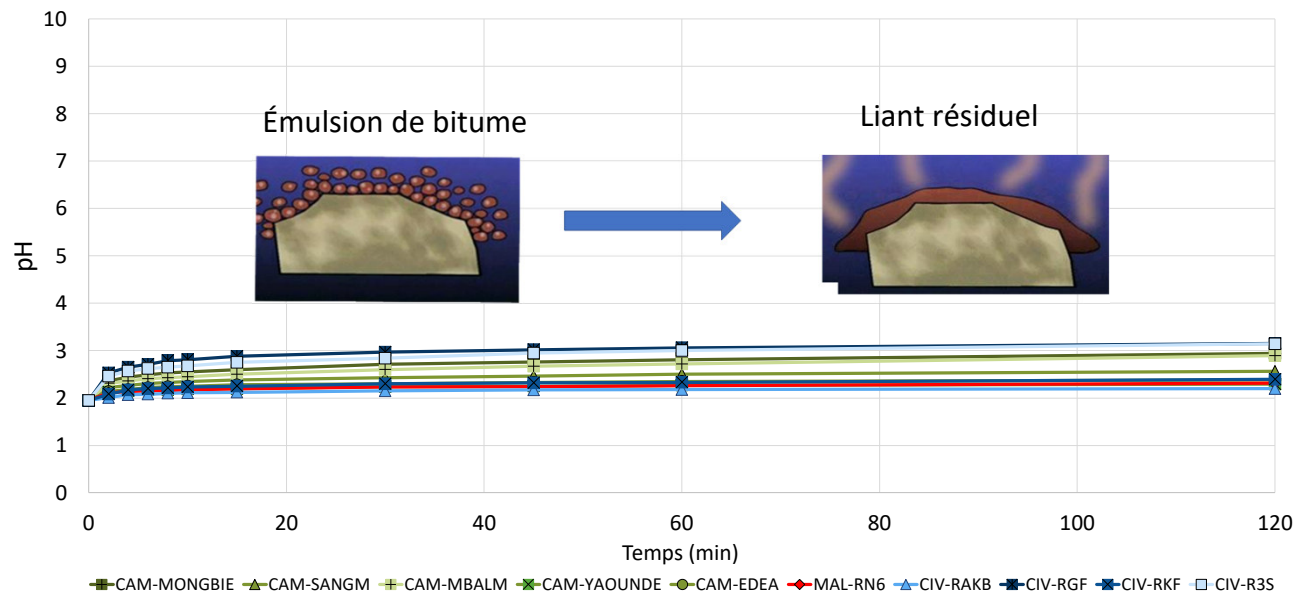 10
9
8
7
6
5
4
3
2
1
0
pH
Émulsion de bitume
Liant résiduel
0 20 40 60 80 100 120
Temps (min)
CAM-MONGBIE CAM-SANGM CAM-MBALM CAM-YAOUNDE CAM-EDEA MAL-RN6 CIV-RAKB CIV-RGF CIV-RKF CIV-R3S